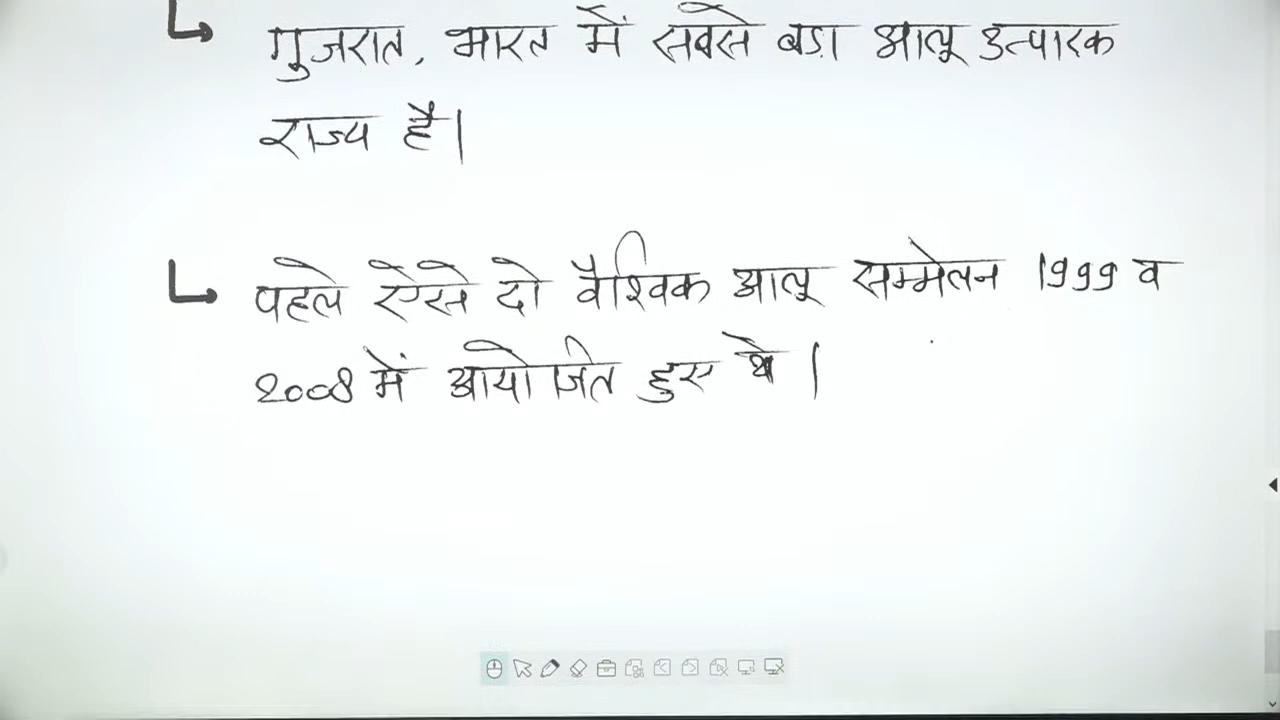 गुजरात, भारत में सबसे बड़ा आलू उत्पादक
राज्य है।
पहले ऐसे दो वैश्विक आलू सम्मेलन 1999 व
2008 में आयोजित हुए थे।